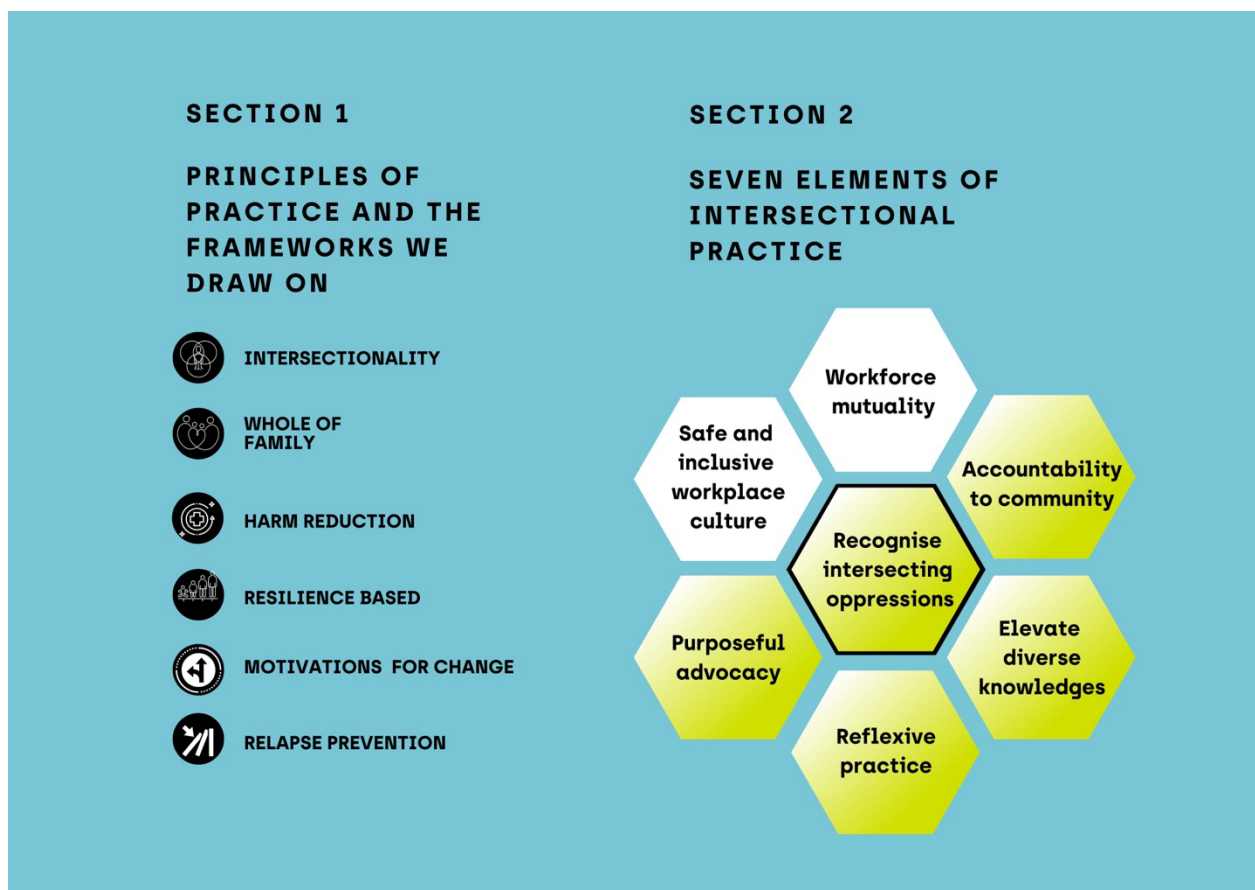 SECTION 1
PRINCIPLES OF
PRACTICE AND THE
FRAMEWORKS WE
DRAW ON
INTERSECTIONALITY
WHOLE OF
FAMILY
HARM REDUCTION
RESILIENCE BASED
MOTIVATIONS FOR CHANGE
RELAPSE PREVENTION
SECTION 2
SEVEN ELEMENTS OF
INTERSECTIONAL
PRACTICE
Workforce
mutuality
Safe and
inclusive
workplace
culture
Accountability
to community
Recognise
intersecting
oppressions
Purposeful
advocacy
Elevate
diverse
knowledges
Reflexive
practice